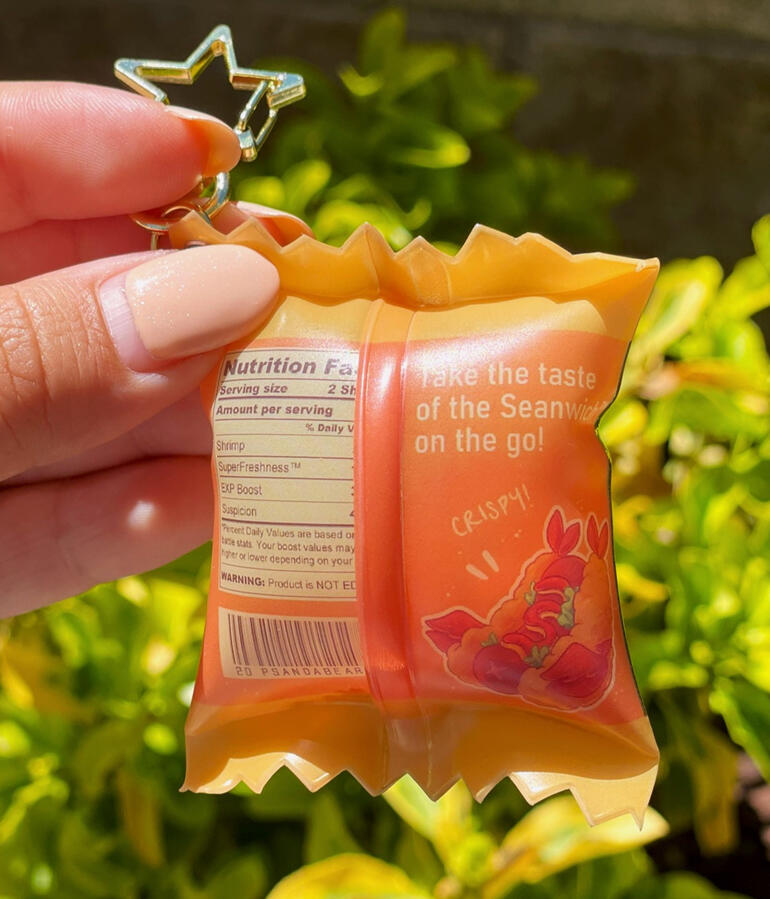 Nutrition Fa
Serving size 2 Sh
Amount per serving
% Daily V
Shrimp
SuperFreshness™
EXP Boost
Suspicion
*Percent Daily Values are based on
battle stats. Your boost values may
higher or lower depending on your
WARNING: Product is NOT ED
20 PSANDABEAR
Take the taste
of the Seanwich
on the go!
CRISPY!